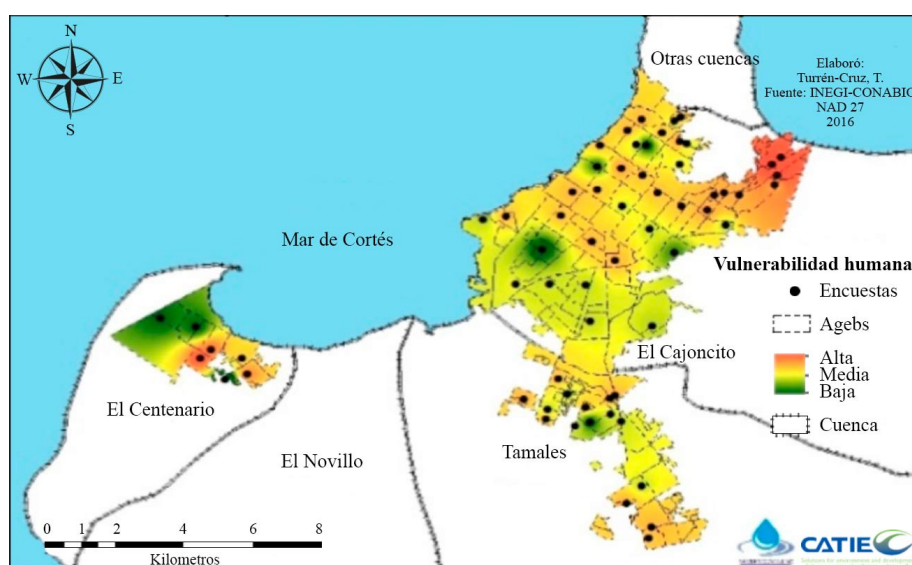 N
W E
S
Otras cuencas
Elaboró:
Turrén-Cruz, T.
Fuente: INEGI-CONABIO
NAD 27
2016
Mar de Cortés
Vulnerabilidad humana
Encuestas
Agebs
Alta
Media
Baja
Cuenca
El Cajoncito
El Centenario
El Novillo
Tamales
0 1 2 4 6 8
Kilometros
CATIE